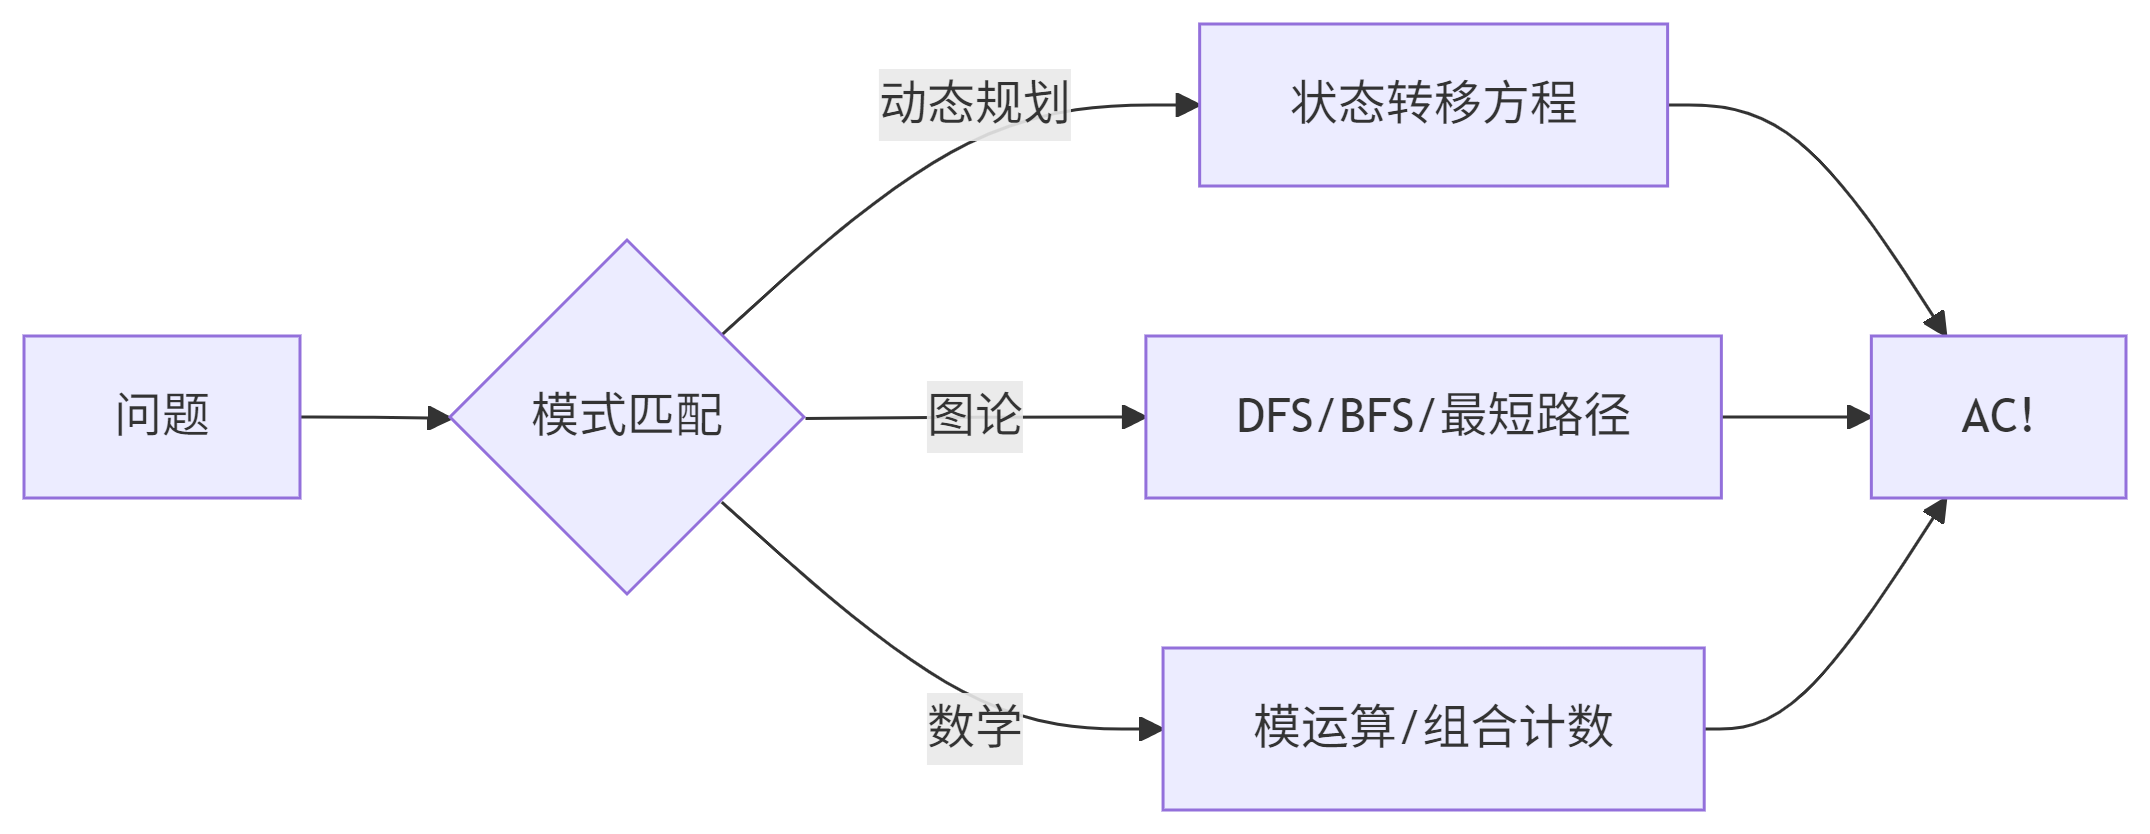 问题
模式匹配
动态规划
状态转移方程
图论
DFS/BFS/最短路径
数学
模运算/组合计数
AC!